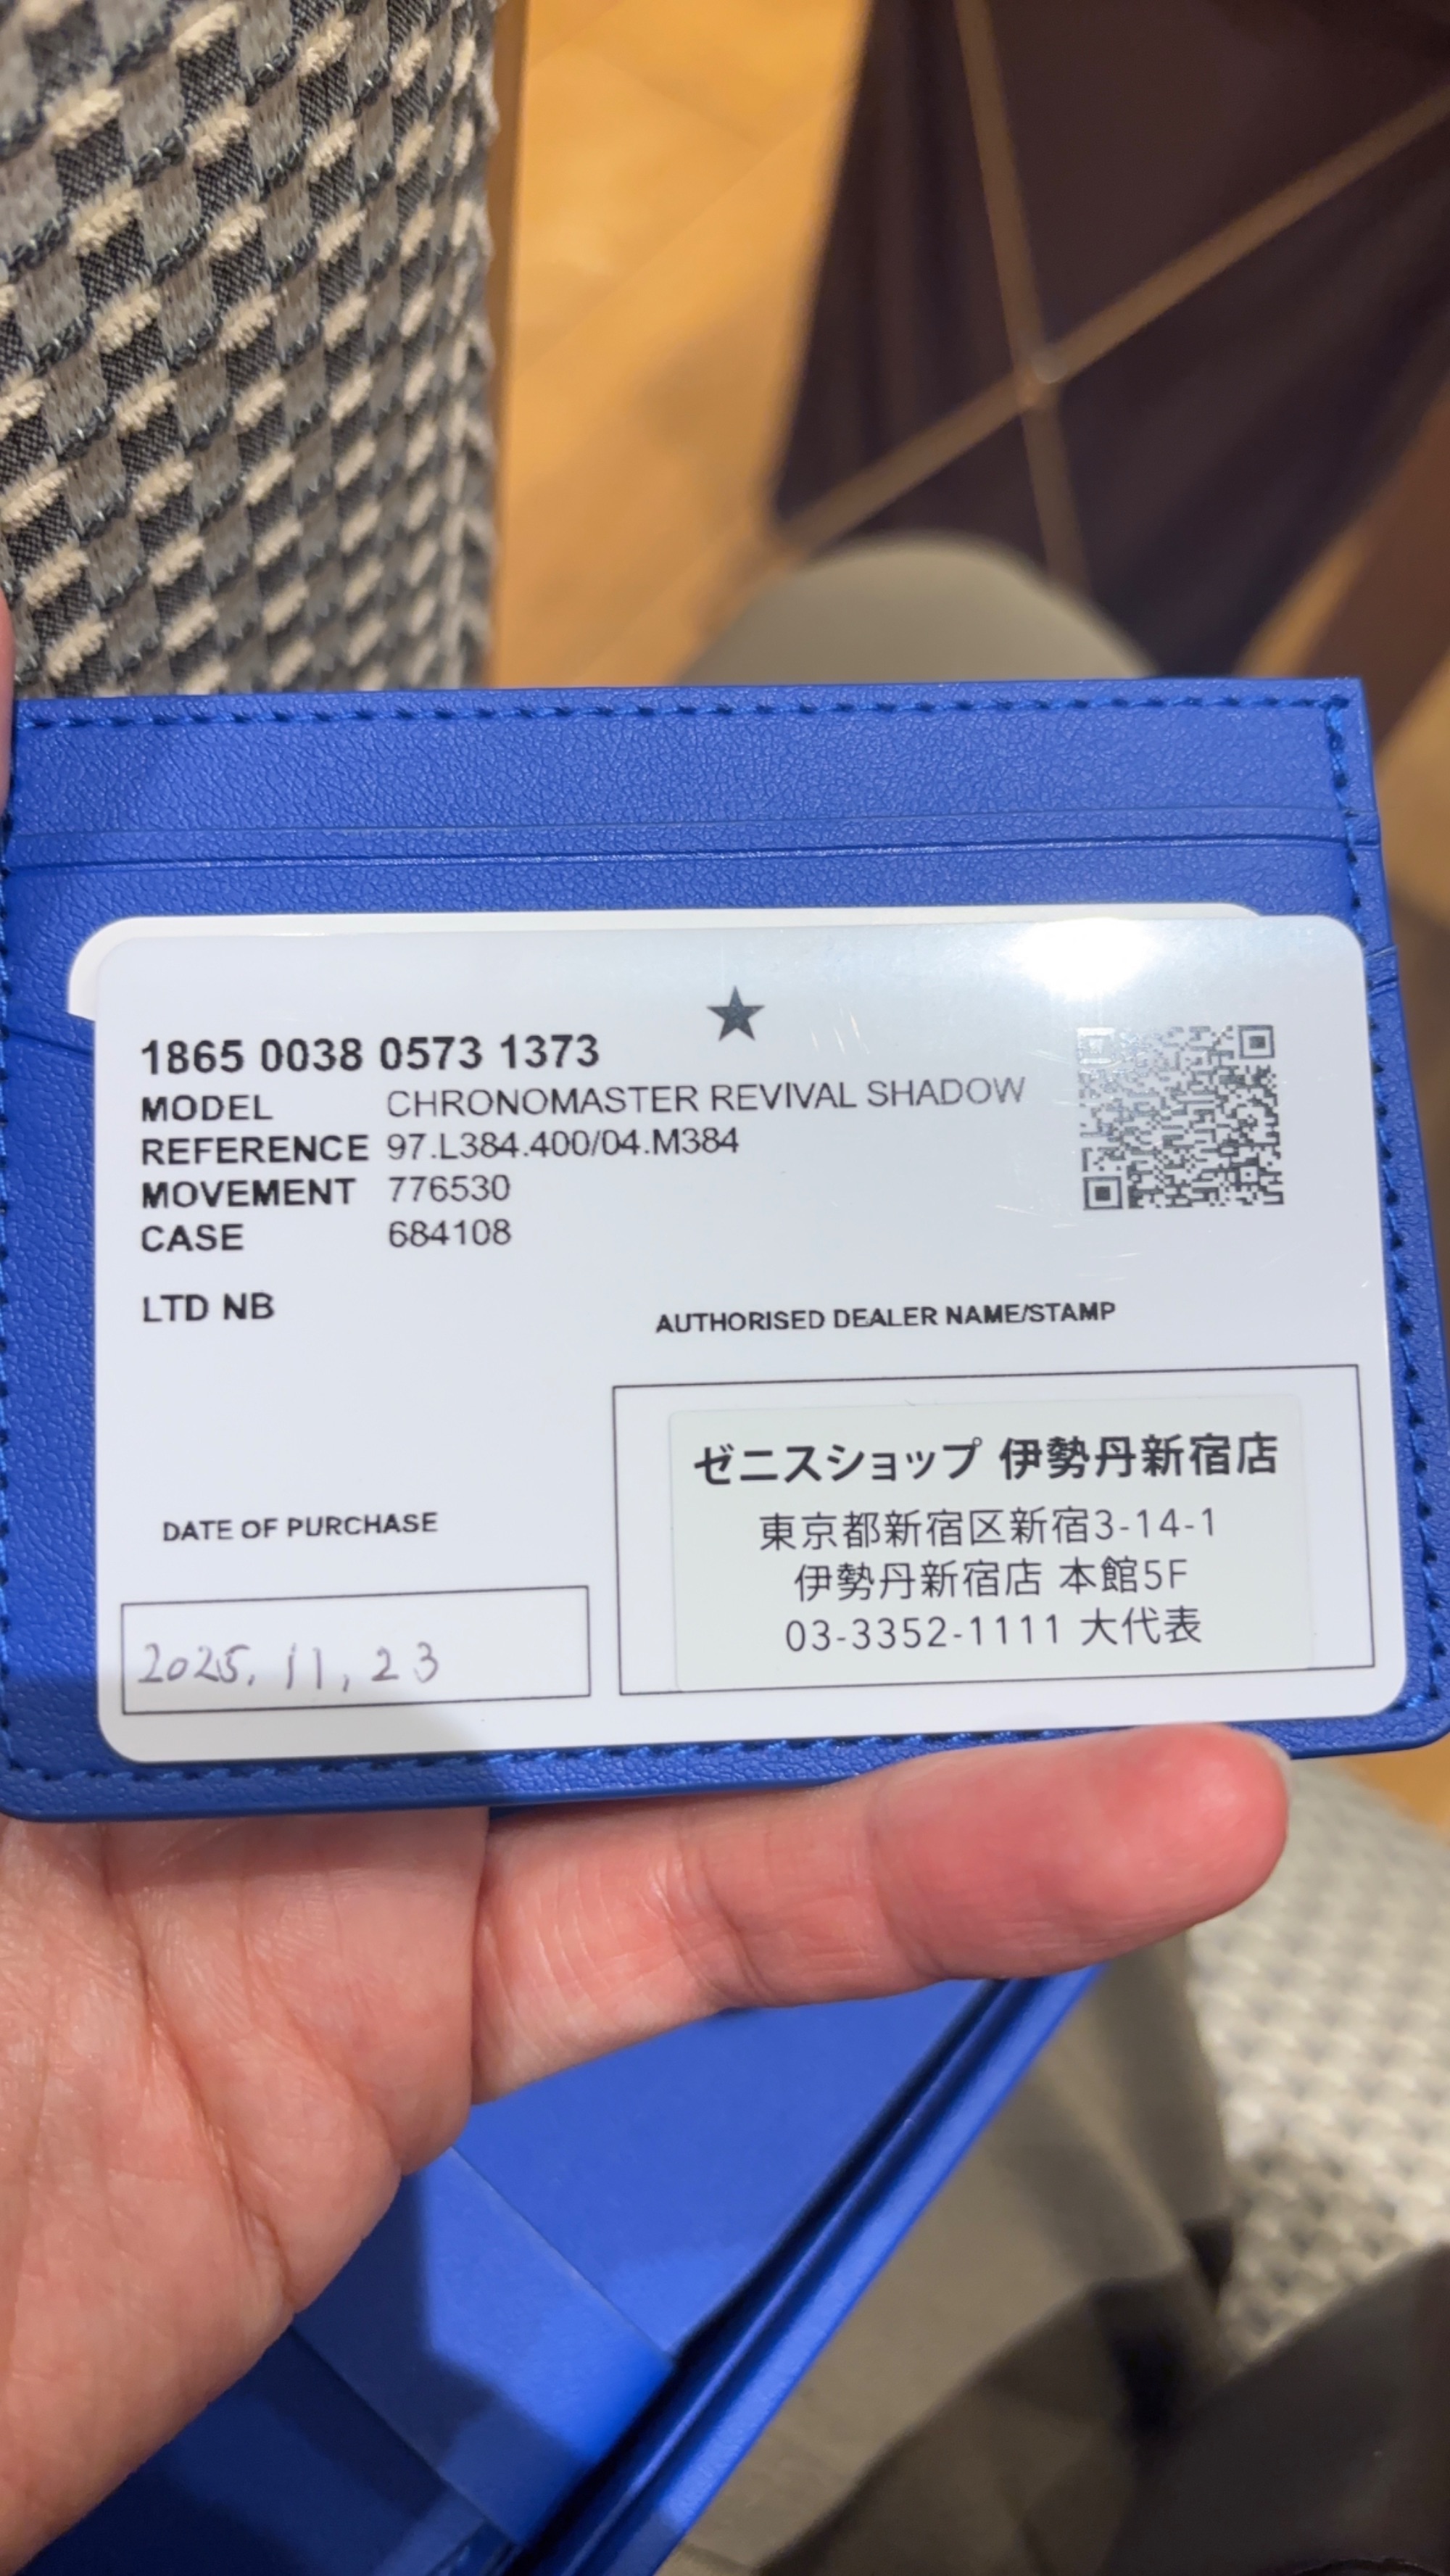 1865 0038 0573 1373
MODEL CHRONOMASTER REVIVAL SHADOW
REFERENCE 97.L384.400/04.M384
MOVEMENT 776530
CASE 684108
LTD NB
AUTHORISED DEALER NAME/STAMP
ゼニスショップ 伊勢丹新宿店
東京都新宿区新宿3-14-1
伊勢丹新宿店 本館5F
03-3352-1111 大代表
DATE OF PURCHASE
2025.11.23